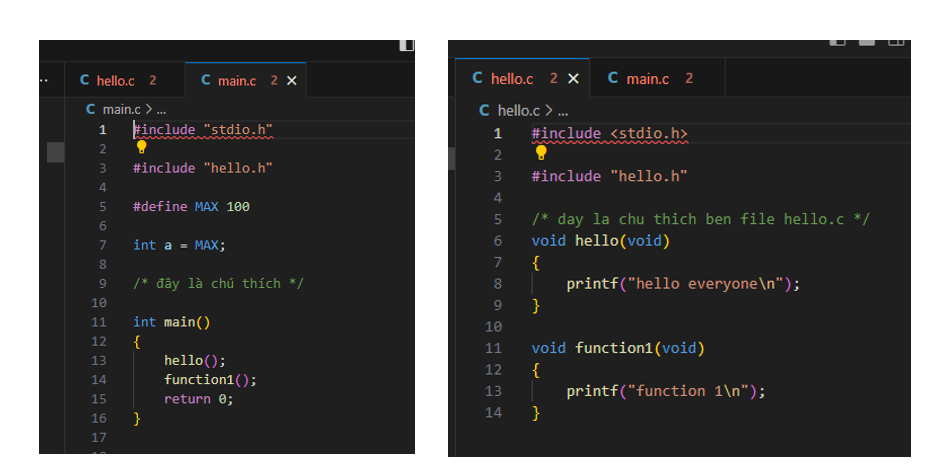 hello.c 2
main.c 2
main.c > ...
1 #include "stdio.h"
2
3 #include "hello.h"
4
5 #define MAX 100
6
7 int a = MAX;
8
9 /* đây là chú thích */
10
11 int main()
12 {
13 hello();
14 function1();
15 return 0;
16 }
17
hello.c 2
main.c 2
hello.c > ...
1 #include <stdio.h>
2
3 #include "hello.h"
4
5 /* day la chu thich ben file hello.c */
6 void hello(void)
7 {
8 printf("hello everyone\n");
9 }
10
11 void function1(void)
12 {
13 printf("function 1\n");
14 }